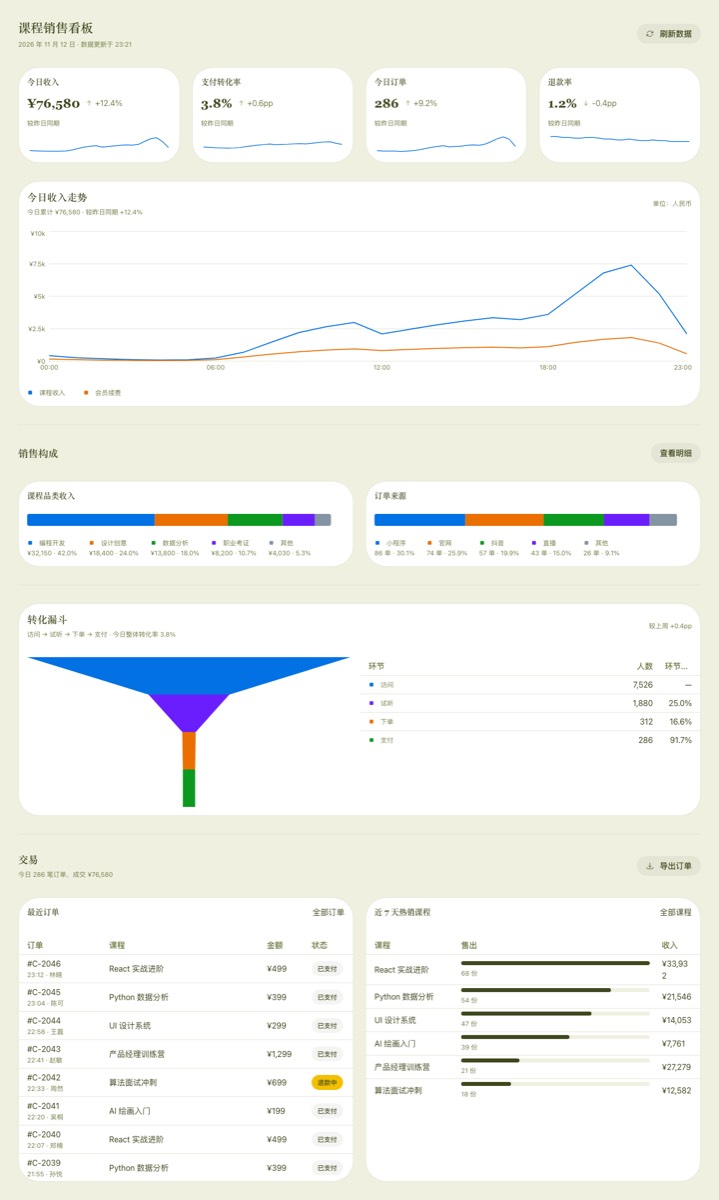 课程销售看板
2026 年 11 月 12 日 · 数据更新于 23:21
刷新数据
今日收入
¥76,580 ↑ +12.4%
较昨日同期
支付转化率
3.8% ↑ +0.6pp
较昨日同期
今日订单
286 ↑ +9.2%
较昨日同期
退款率
1.2% ↓ -0.4pp
较昨日同期
今日收入走势
今日累计 ¥76,580 · 较昨日同期 +12.4%
单位：人民币
¥10k
¥7.5k
¥5k
¥2.5k
¥0
00:00 06:00 12:00 18:00 23:00
课程收入 会员续费
销售构成
查看明细
课程品类收入
编程开发 设计创意 数据分析 职业考证 其他
¥32,150 · 42.0% ¥18,400 · 24.0% ¥13,800 · 18.0% ¥8,200 · 10.7% ¥4,030 · 5.3%
订单来源
小程序 官网 抖音 直播 其他
86 单 · 30.1% 74 单 · 25.9% 57 单 · 19.9% 43 单 · 15.0% 26 单 · 9.1%
转化漏斗
访问 → 试听 → 下单 → 支付 · 今日整体转化率 3.8%
较上周 +0.4pp
环节 人数 环节...
访问 7,526 —
试听 1,880 25.0%
下单 312 16.6%
支付 286 91.7%
交易
今日 286 笔订单，成交 ¥76,580
导出订单
最近订单 全部订单
订单 课程 金额 状态
#C-2046
23:12 · 林晓
React 实战进阶 ¥499 已支付
#C-2045
23:04 · 陈可
Python 数据分析 ¥399 已支付
#C-2044
22:58 · 王磊
UI 设计系统 ¥299 已支付
#C-2043
22:41 · 赵敏
产品经理训练营 ¥1,299 已支付
#C-2042
22:33 · 周然
算法面试冲刺 ¥699 退款中
#C-2041
22:20 · 吴桐
AI 绘画入门 ¥199 已支付
#C-2040
22:07 · 郑楠
React 实战进阶 ¥499 已支付
#C-2039
21:55 · 孙悦
Python 数据分析 ¥399 已支付
近 7 天热销课程 全部课程
课程 售出 收入
React 实战进阶 68 份 ¥33,93
2
Python 数据分析 54 份 ¥21,546
UI 设计系统 47 份 ¥14,053
AI 绘画入门 39 份 ¥7,761
产品经理训练营 21 份 ¥27,279
算法面试冲刺 18 份 ¥12,582